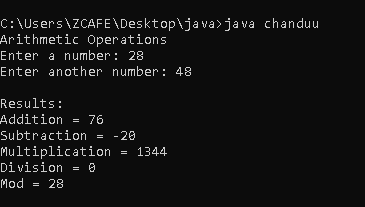 C:\Users\ZCAFE\Desktop\java>java chanduu
Arithmetic Operations
Enter a number: 28
Enter another number: 48
Results:
Addition = 76
Subtraction = -20
Multiplication = 1344
Division = 0
Mod = 28